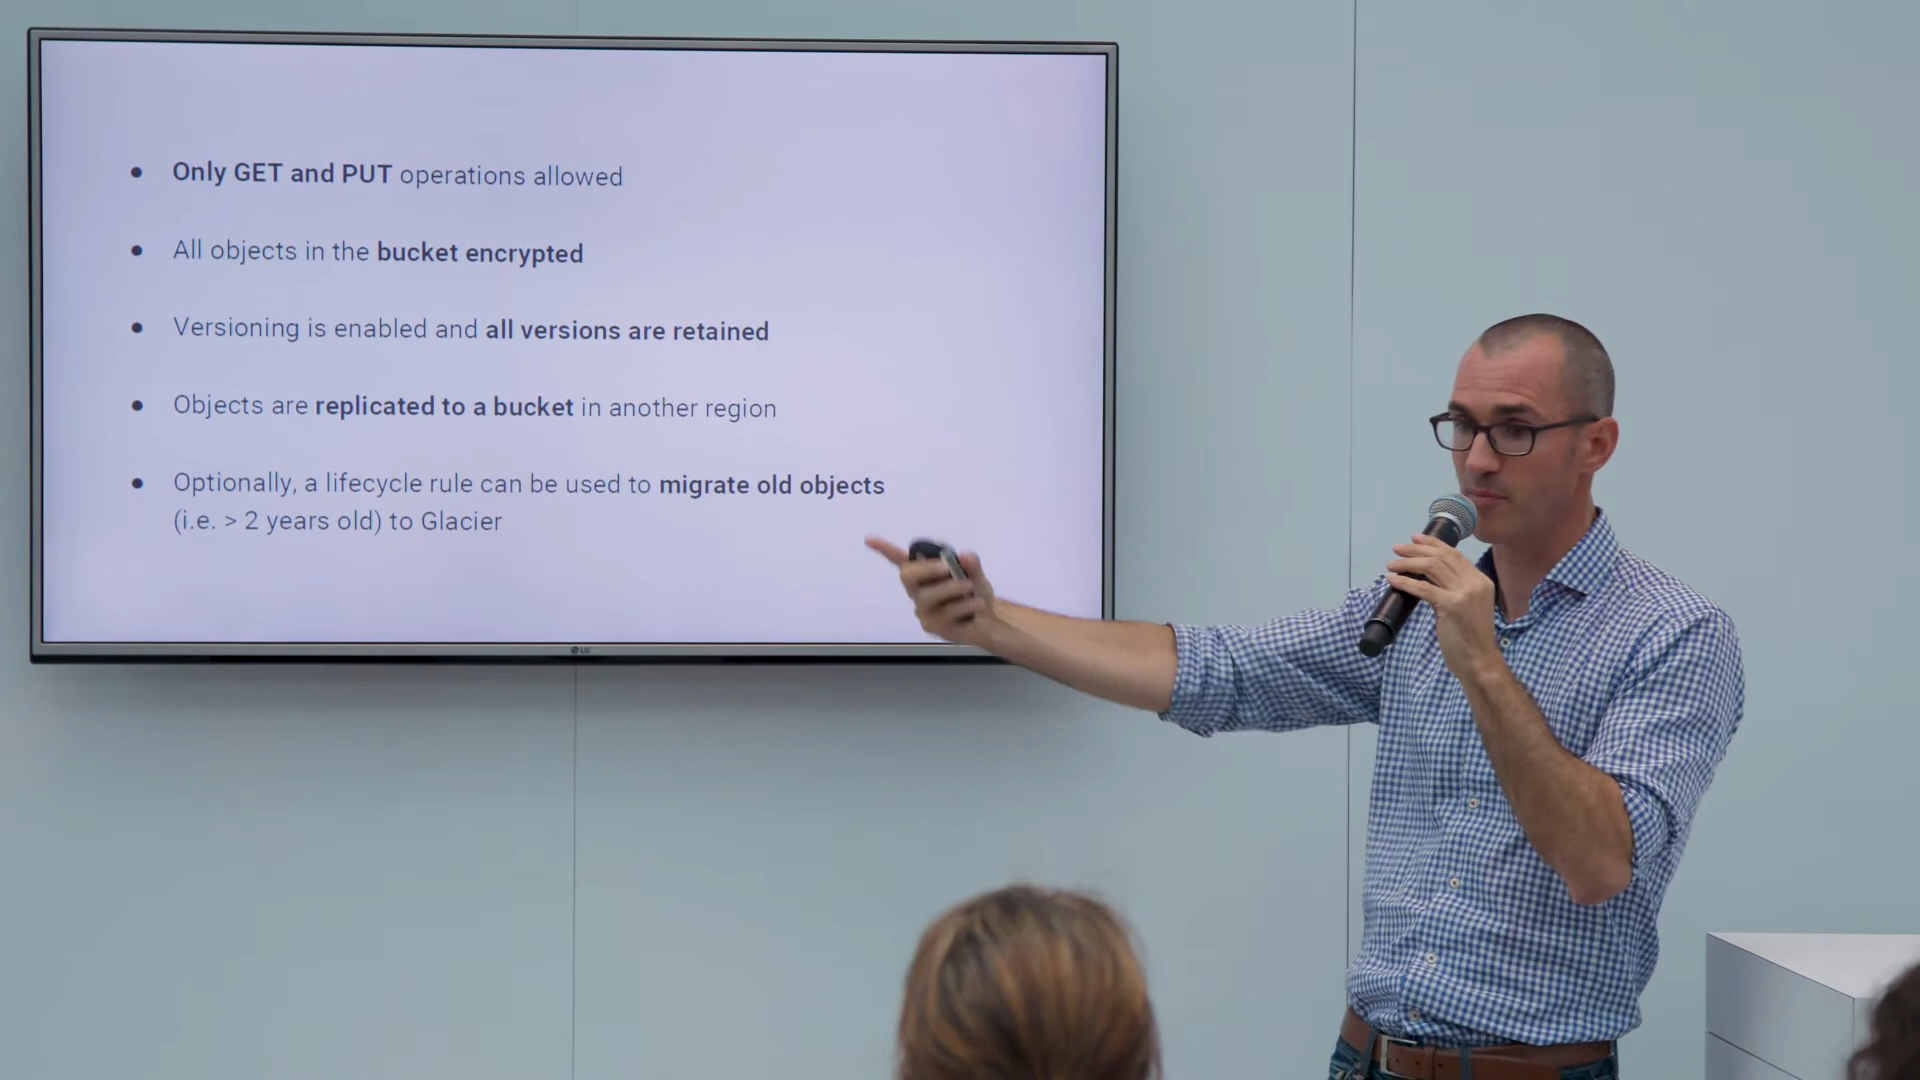 • Only GET and PUT operations allowed
• All objects in the bucket encrypted
• Versioning is enabled and all versions are retained
• Objects are replicated to a bucket in another region
• Optionally, a lifecycle rule can be used to migrate old objects
(i.e. > 2 years old) to Glacier
LG